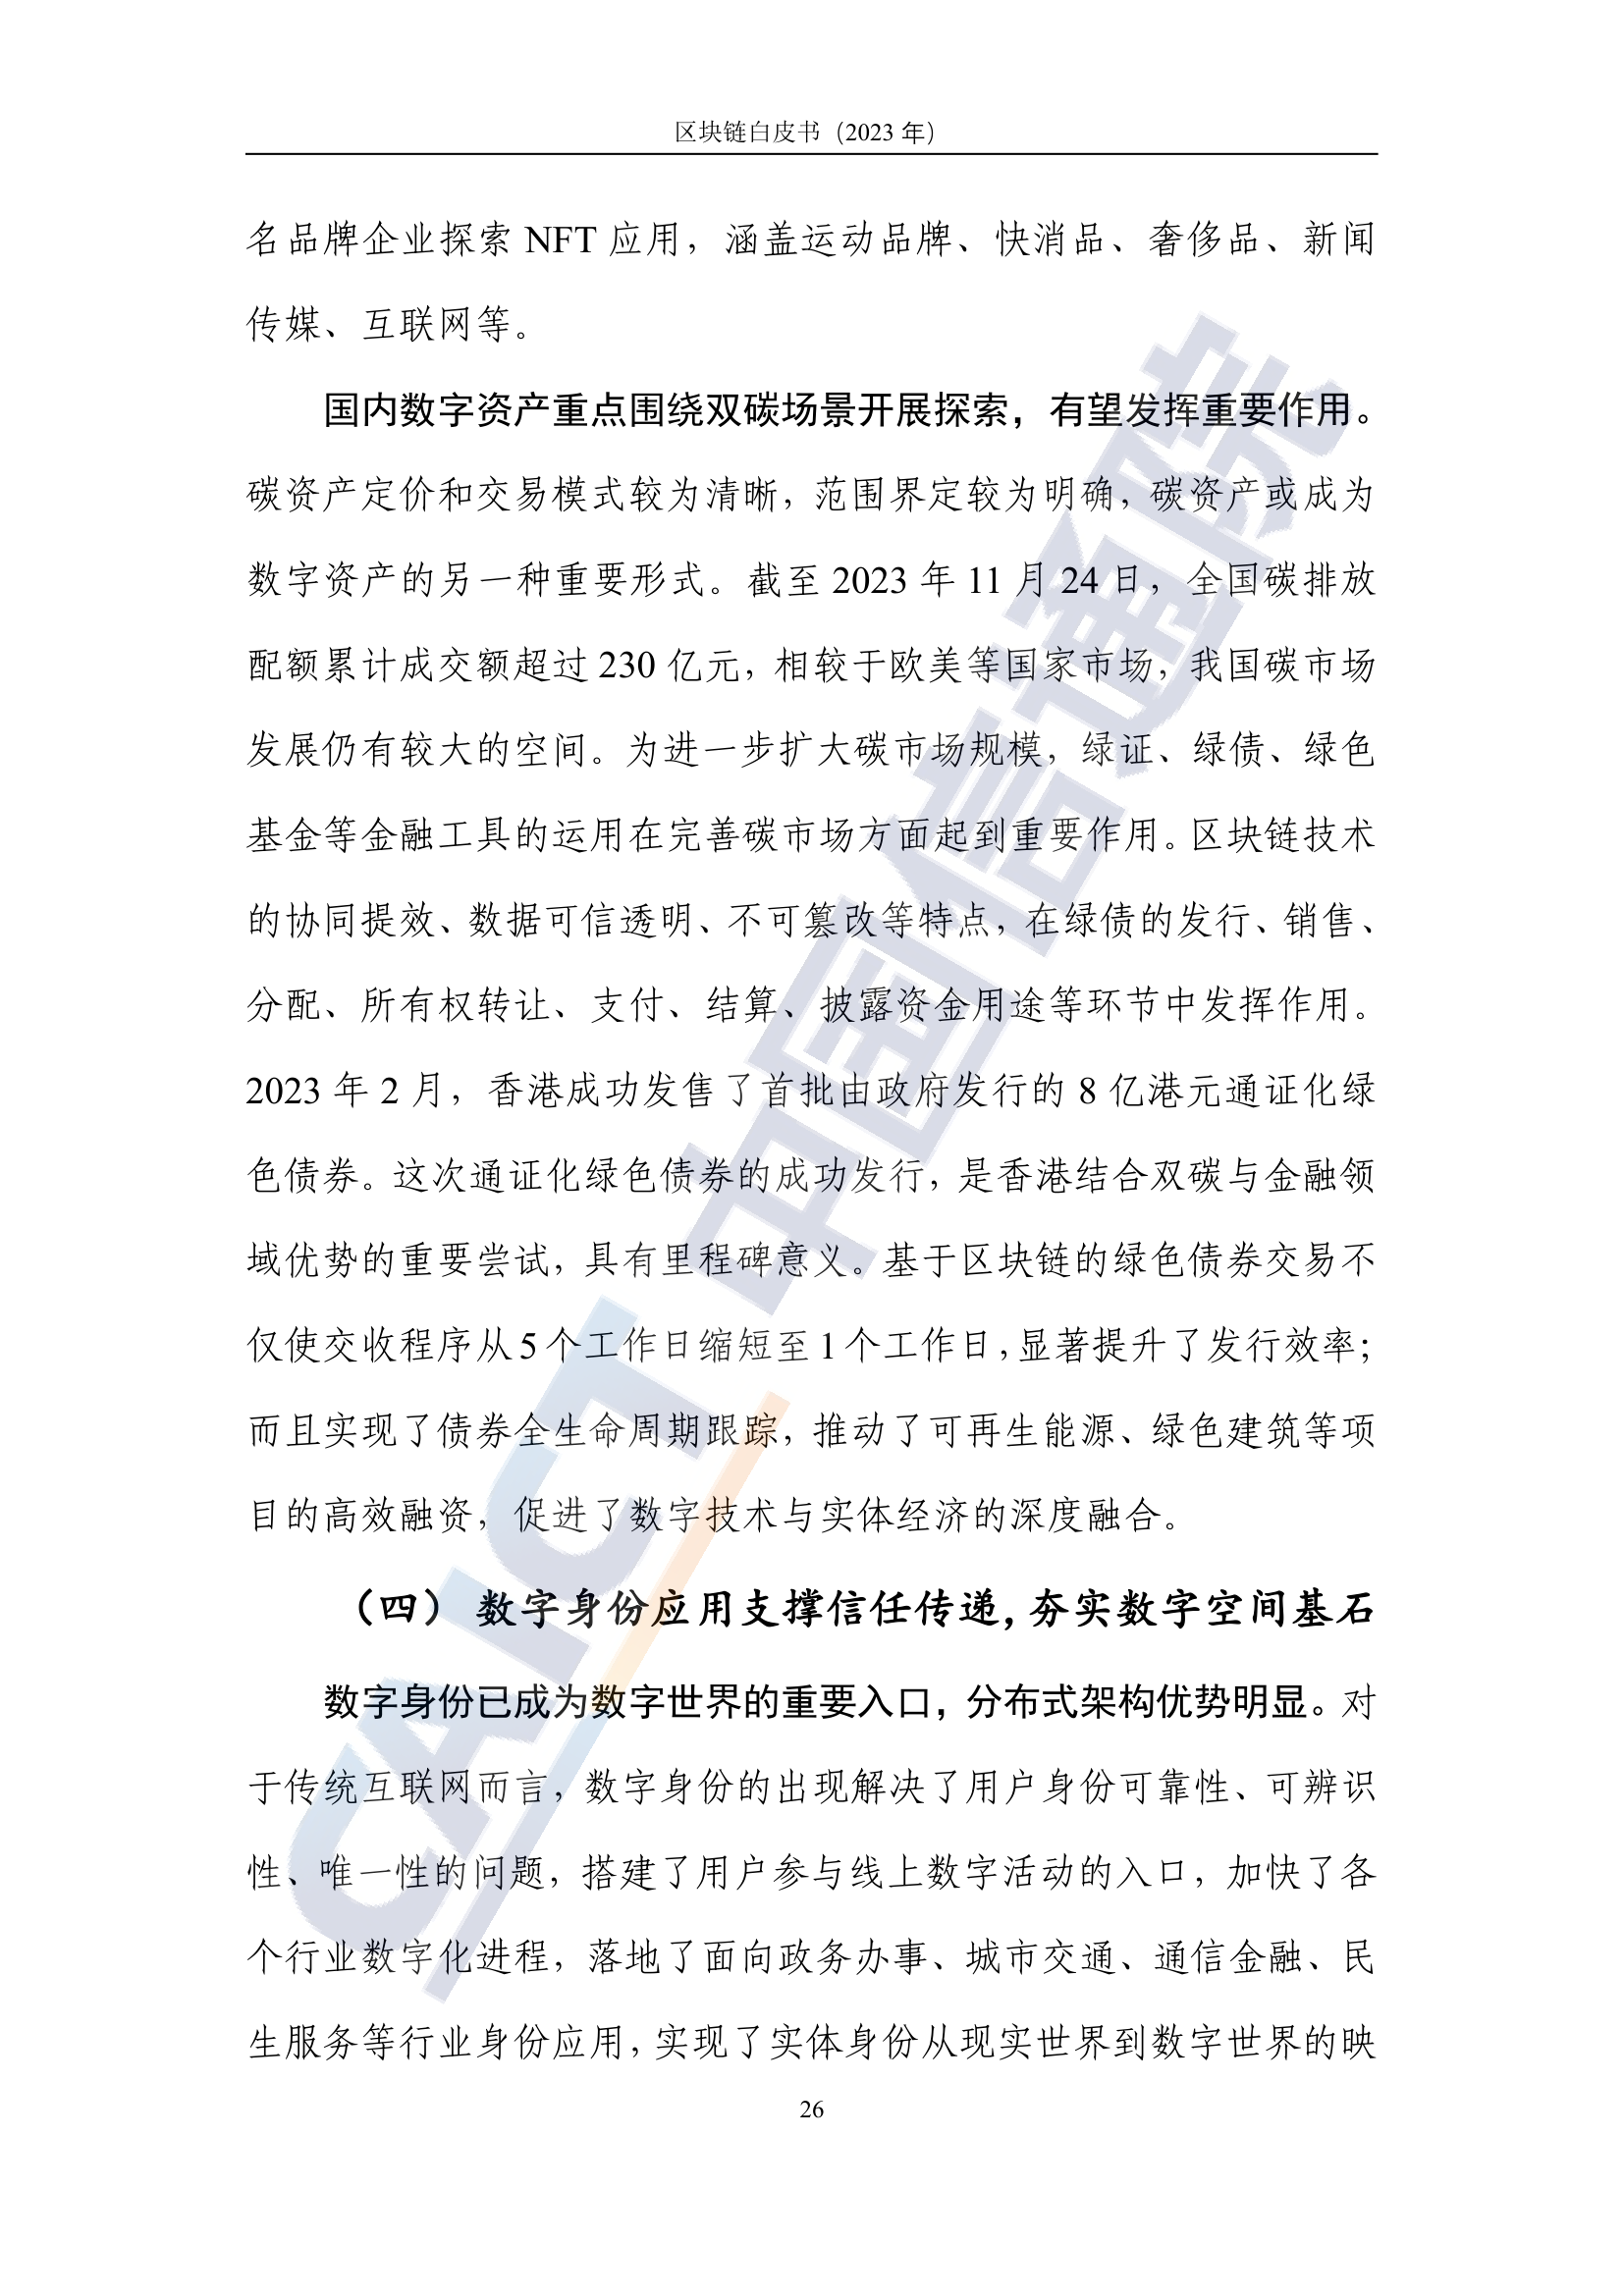 区块链白皮书（2023 年）
名品牌企业探索 NFT 应用，涵盖运动品牌、快消品、奢侈品、新闻
传媒、互联网等。
国内数字资产重点围绕双碳场景开展探索，有望发挥重要作用。
碳资产定价和交易模式较为清晰，范围界定较为明确，碳资产或成为
数字资产的另一种重要形式。截至 2023 年 11 月 24 日，全国碳排放
配额累计成交额超过 230 亿元，相较于欧美等国家市场，我国碳市场
发展仍有较大的空间。为进一步扩大碳市场规模，绿证、绿债、绿色
基金等金融工具的运用在完善碳市场方面起到重要作用。区块链技术
的协同提效、数据可信透明、不可篡改等特点，在绿债的发行、销售、
分配、所有权转让、支付、结算、披露资金用途等环节中发挥作用。
2023 年 2 月，香港成功发售了首批由政府发行的 8 亿港元通证化绿
色债券。这次通证化绿色债券的成功发行，是香港结合双碳与金融领
域优势的重要尝试，具有里程碑意义。基于区块链的绿色债券交易不
仅使交收程序从 5 个工作日缩短至 1 个工作日，显著提升了发行效率；
而且实现了债券全生命周期跟踪，推动了可再生能源、绿色建筑等项
目的高效融资，促进了数字技术与实体经济的深度融合。
（四） 数字身份应用支撑信任传递，夯实数字空间基石
数字身份已成为数字世界的重要入口，分布式架构优势明显。对
于传统互联网而言，数字身份的出现解决了用户身份可靠性、可辨识
性、唯一性的问题，搭建了用户参与线上数字活动的入口，加快了各
个行业数字化进程，落地了面向政务办事、城市交通、通信金融、民
生服务等行业身份应用，实现了实体身份从现实世界到数字世界的映
26
CAICT 中国信通院